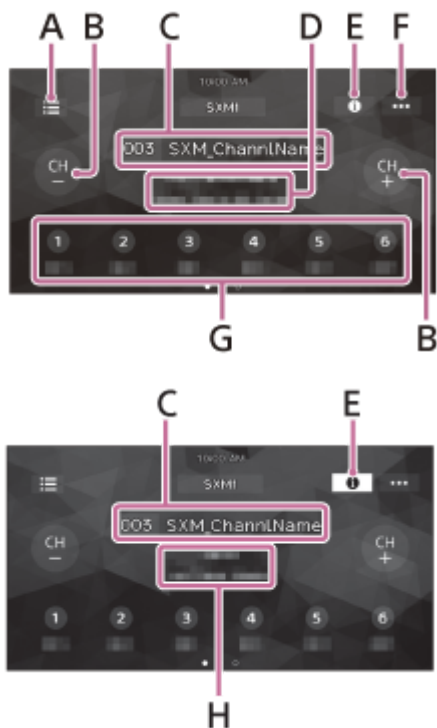 A B C D E F
10:00 AM
SXM1
003 SXM_ChannlName
CH − CH +
1 2 3 4 5 6
G B
C E
10:00 AM
SXM1
003 SXM_ChannlName
CH − CH +
1 2 3 4 5 6
H